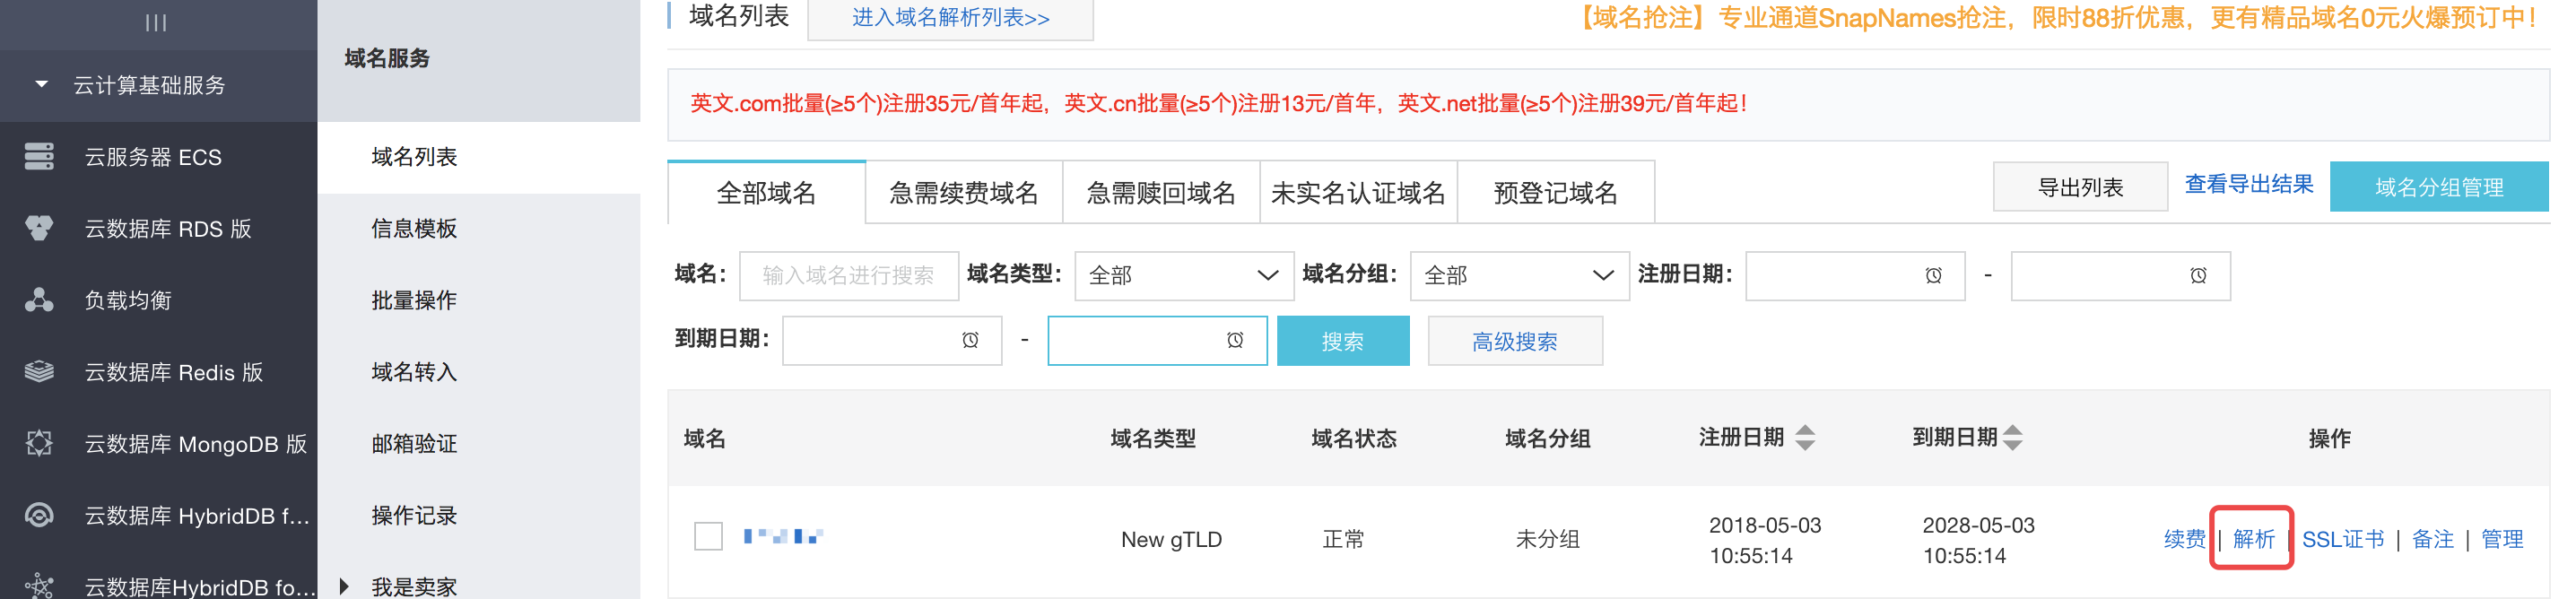 云计算基础服务
云服务器 ECS
云数据库 RDS 版
负载均衡
云数据库 Redis 版
云数据库 MongoDB 版
云数据库 HybridDB f...
云数据库HybridDB fo...
域名服务
域名列表
信息模板
批量操作
域名转入
邮箱验证
操作记录
我是卖家
域名列表 进入域名解析列表>> 【域名抢注】专业通道SnapNames抢注，限时88折优惠，更有精品域名0元火爆预订中！
英文.com批量(≥5个)注册35元/首年起，英文.cn批量(≥5个)注册13元/首年，英文.net批量(≥5个)注册39元/首年起！
全部域名 急需续费域名 急需赎回域名 未实名认证域名 预登记域名 导出列表 查看导出结果 域名分组管理
域名： 输入域名进行搜索 域名类型： 全部 域名分组： 全部 注册日期： -
到期日期： - 搜索 高级搜索
域名 域名类型 域名状态 域名分组 注册日期 到期日期 操作
New gTLD 正常 未分组 2018-05-03 10:55:14 2028-05-03 10:55:14 续费 | 解析 | SSL证书 | 备注 | 管理